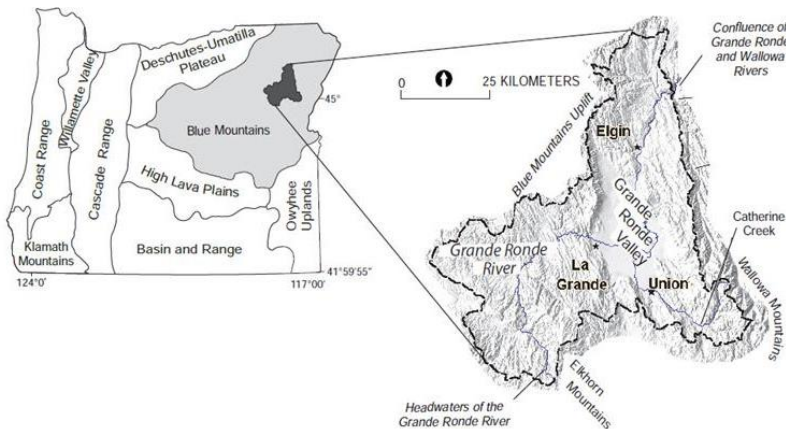 Deschutes-Umatilla
Plateau
Willamette Valley
Coast Range
Cascade Range
Blue Mountains
45°
High Lava Plains
Owyhee
Uplands
Klamath
Mountains
Basin and Range
124°0'
117°00'
41°59'55"
0
25 KILOMETERS
Confluence of
Grande Ronde
and Wallowa
Rivers
Blue Mountains Uplift
Elgin
Grande
Ronde
Valley
Catherine
Creek
Grande Ronde
River
La
Grande
Union
Wallowa Mountains
Elkhorn
Mountains
Headwaters of the
Grande Ronde River